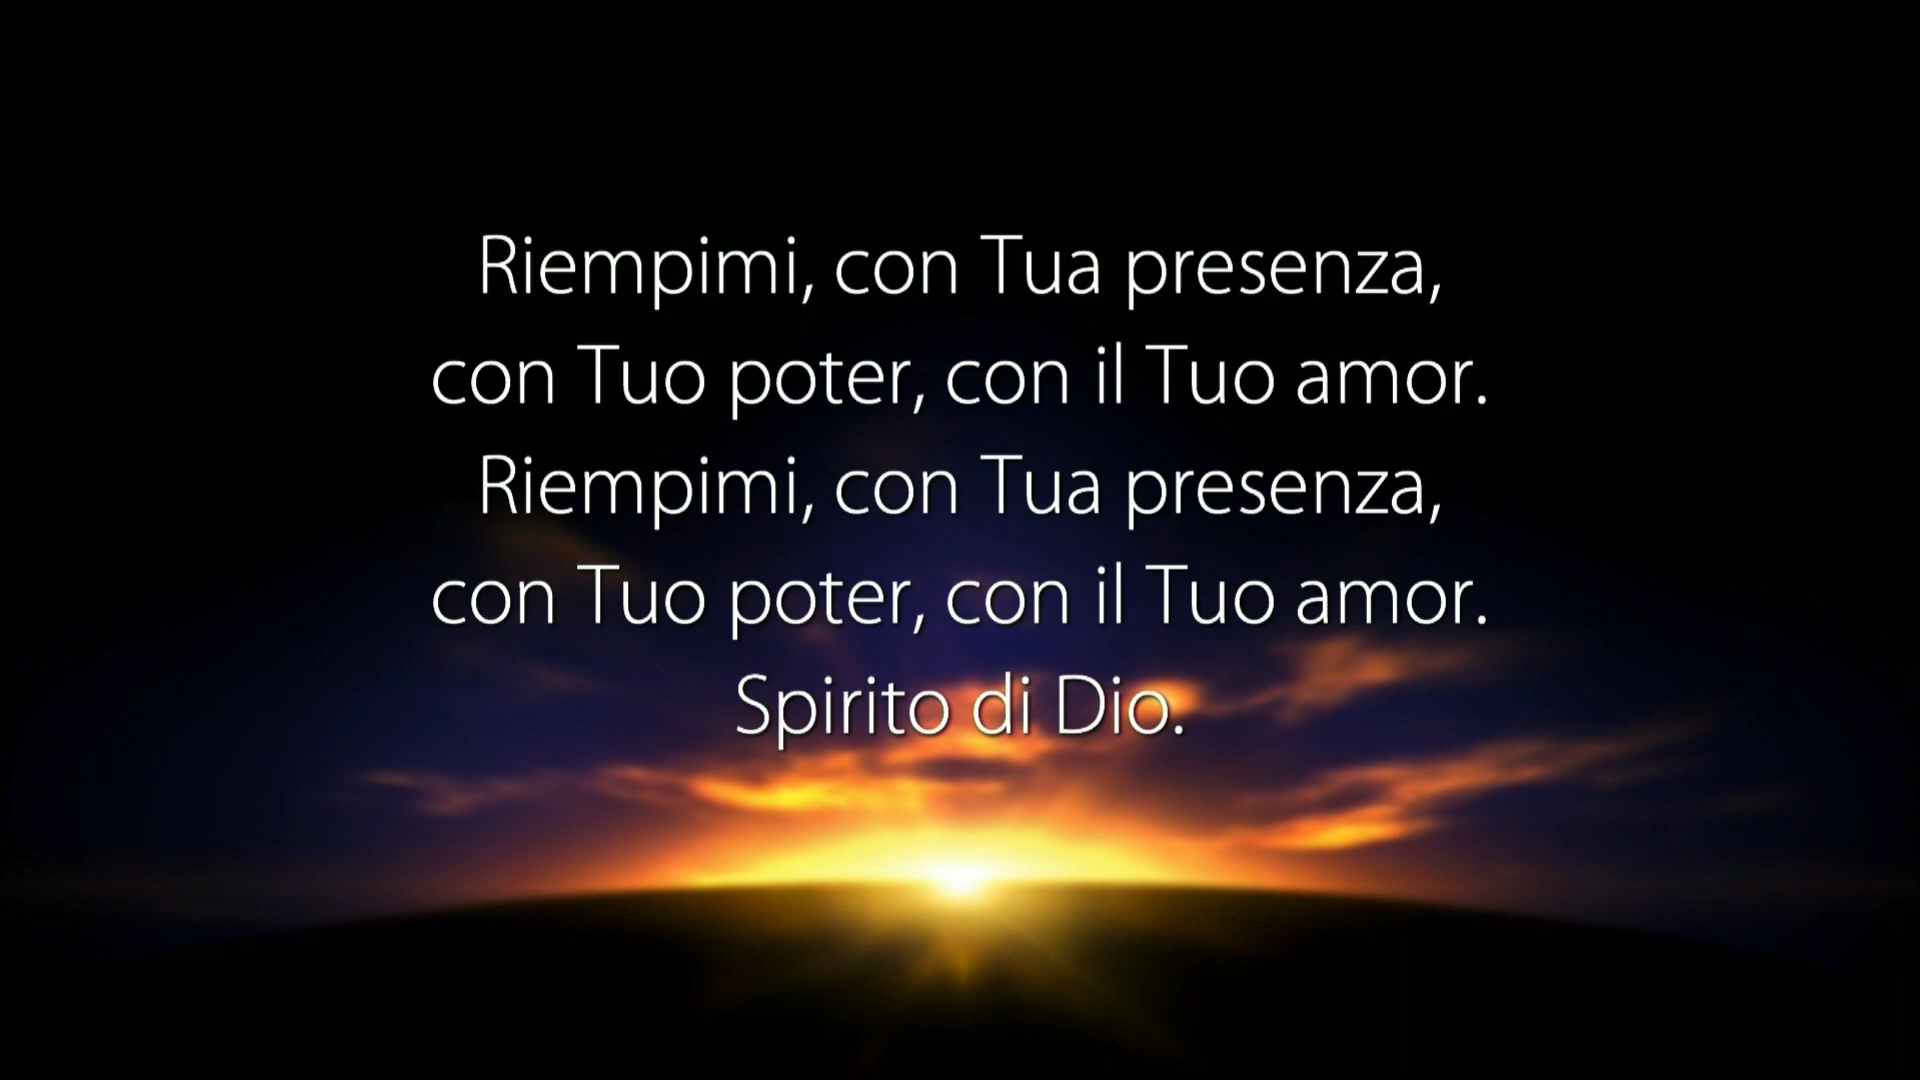 Riempimi, con Tua presenza,
con Tuo poter, con il Tuo amor.
Riempimi, con Tua presenza,
con Tuo poter, con il Tuo amor.
Spirito di Dio.